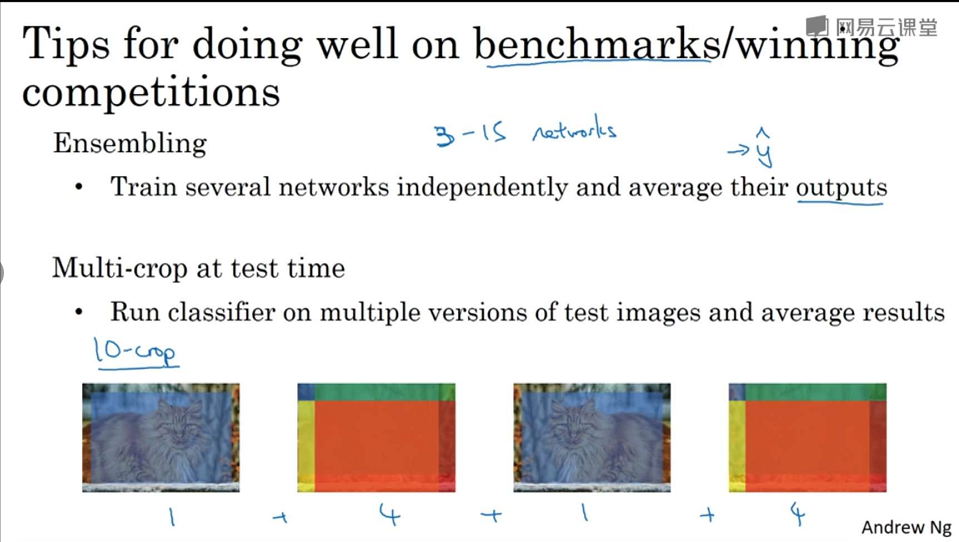 网易云课堂
Tips for doing well on benchmarks/winning
competitions
Ensembling
3-15 networks
→ ŷ
• Train several networks independently and average their outputs
Multi-crop at test time
• Run classifier on multiple versions of test images and average results
10-crop
1 + 4 + 1 + 4
Andrew Ng